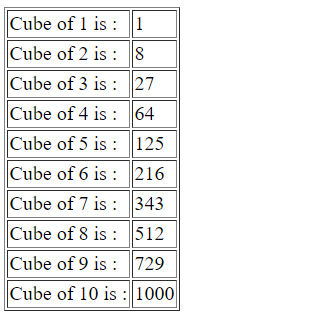 Cube of 1 is : 1
Cube of 2 is : 8
Cube of 3 is : 27
Cube of 4 is : 64
Cube of 5 is : 125
Cube of 6 is : 216
Cube of 7 is : 343
Cube of 8 is : 512
Cube of 9 is : 729
Cube of 10 is : 1000